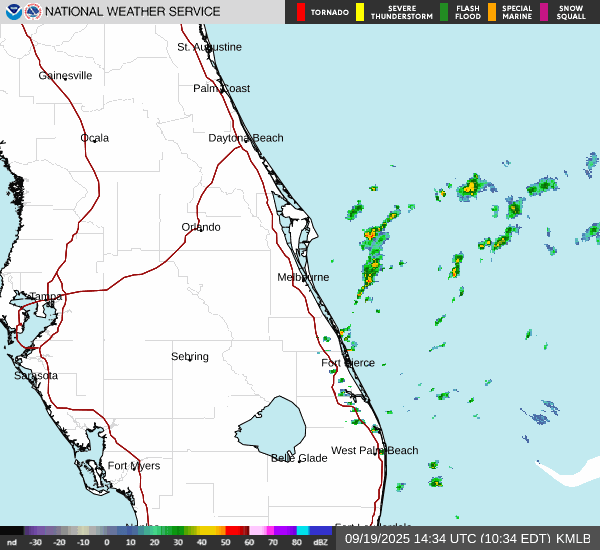 NATIONAL WEATHER SERVICE
TORNADO
SEVERE
THUNDERSTORM
FLASH
FLOOD
SPECIAL
MARINE
SNOW
SQUALL
St. Augustine
Gainesville
Palm Coast
Ocala
Daytona Beach
Orlando
Melbourne
Tampa
Sebring
Fort Pierce
Sarasota
West Palm Beach
Belle Glade
Fort Myers
nd -30 -20 -10 0 10 20 30 40 50 60 70 80 dBZ
09/19/2025 14:34 UTC (10:34 EDT) KMLB